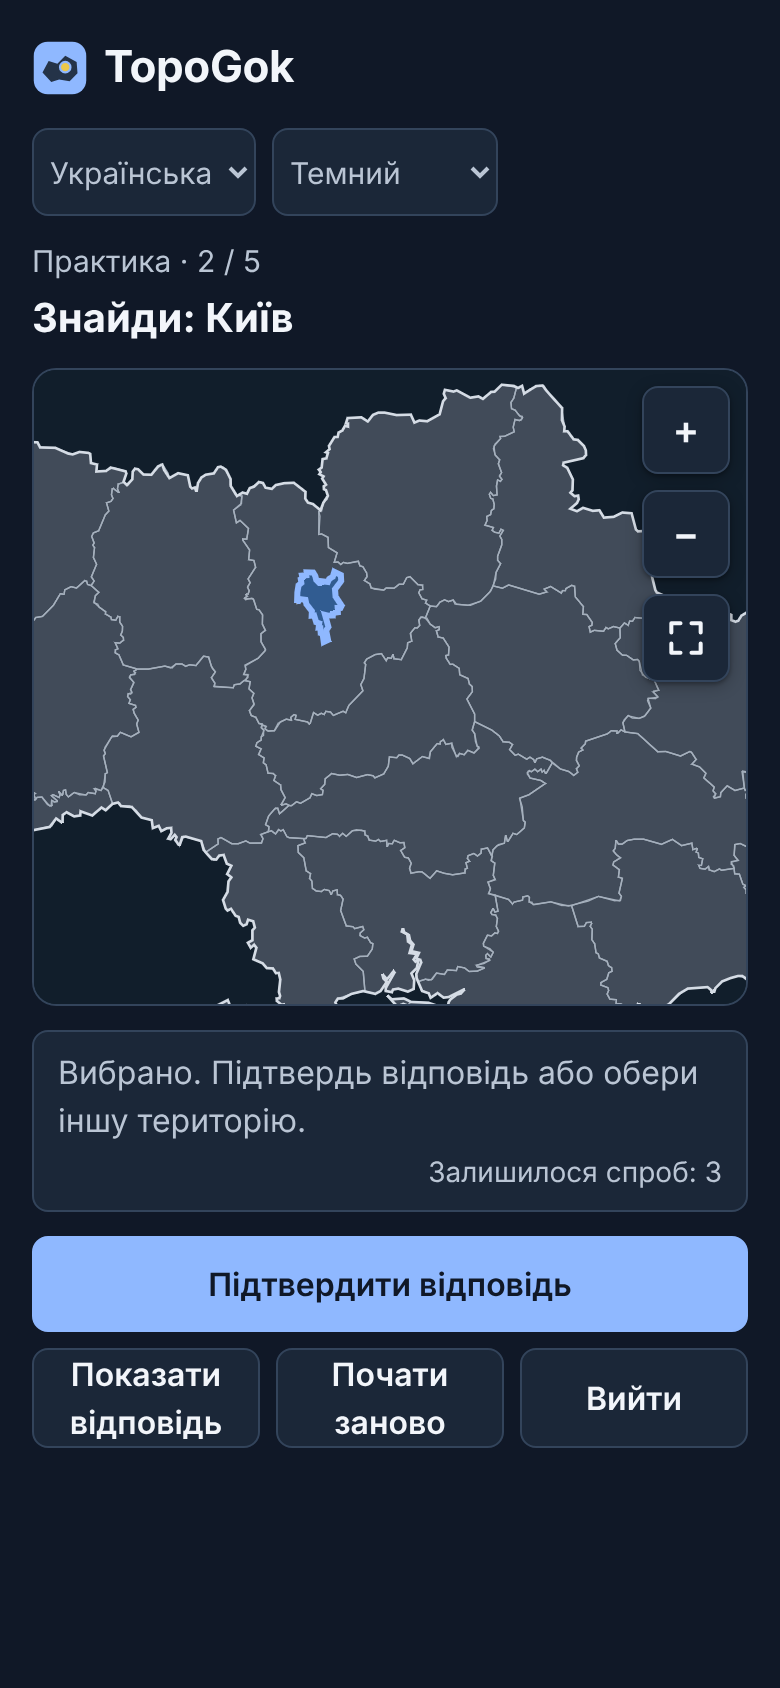 TopoGok
Українська
Темний
Практика · 2 / 5
Знайди: Київ
+
−
Вибрано. Підтвердь відповідь або обери
іншу територію.
Залишилося спроб: 3
Підтвердити відповідь
Показати
відповідь
Почати
заново
Вийти